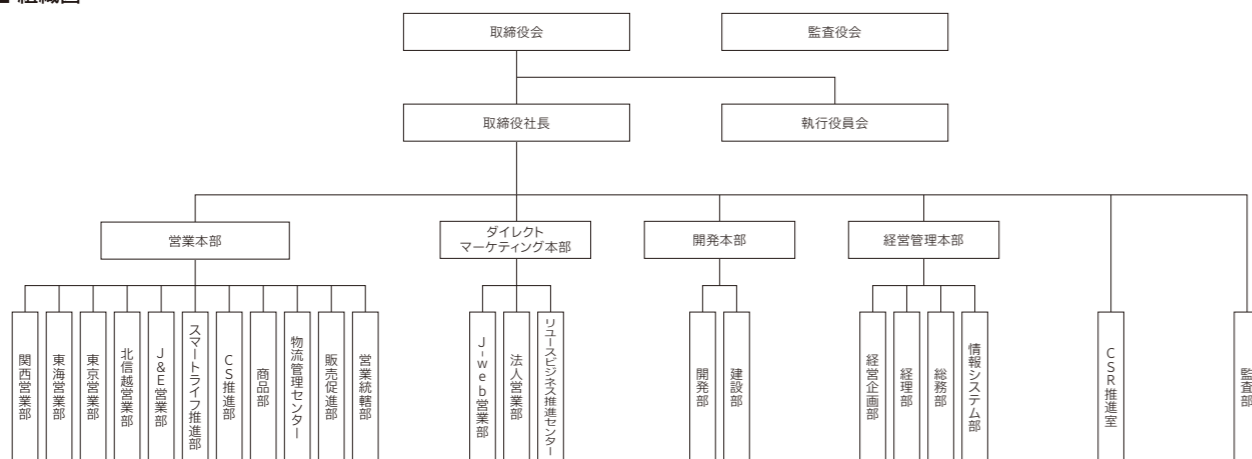 組織図
取締役会
監査役会
取締役社長
執行役員会
営業本部
ダイレクト
マーケティング本部
開発本部
経営管理本部
関西営業部
東海営業部
東京営業部
北信越営業部
J&E営業部
スマートライフ推進部
CS推進部
商品部
物流管理センター
販売促進部
営業統轄部
J-web営業部
法人営業部
リユースビジネス推進センター
開発部
建設部
経営企画部
経理部
総務部
情報システム部
CSR推進室
監査部